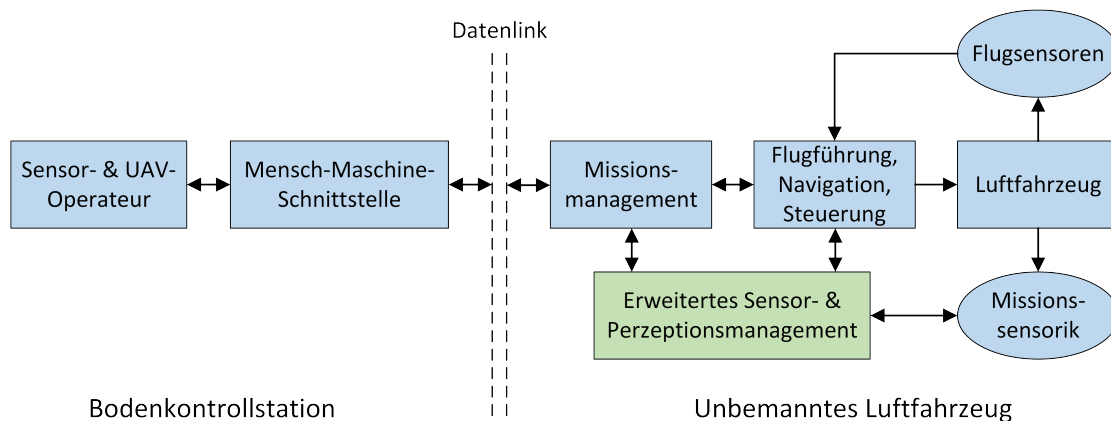 Datenlink
Flugsensoren
Sensor- & UAV-
Operateur
Mensch-Maschine-
Schnittstelle
Missions-
management
Flugführung,
Navigation,
Steuerung
Luftfahrzeug
Erweitertes Sensor- &
Perzeptionsmanagement
Missions-
sensorik
Bodenkontrollstation
Unbemanntes Luftfahrzeug